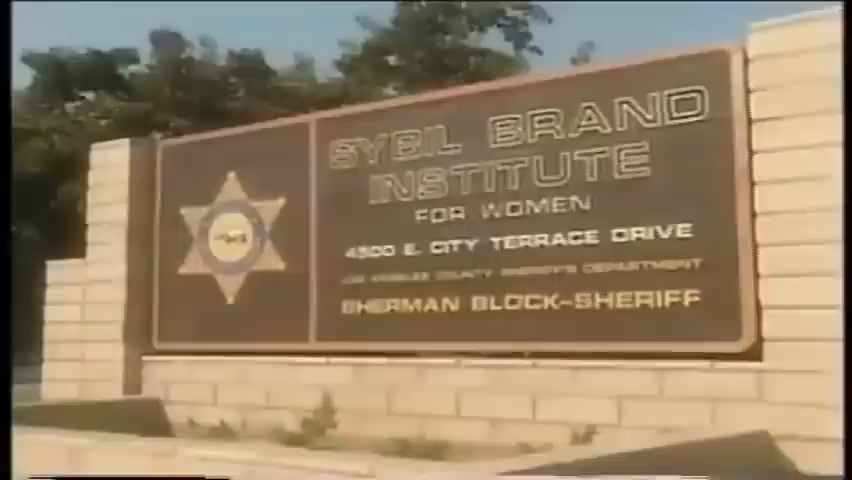 SYBIL BRAND
INSTITUTE
FOR WOMEN
4500 E. CITY TERRACE DRIVE
LOS ANGELES COUNTY SHERIFF'S DEPARTMENT
SHERMAN BLOCK-SHERIFF